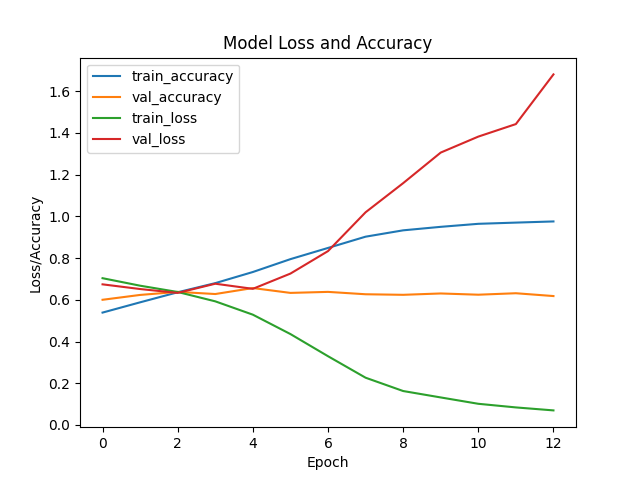 Model Loss and Accuracy
train_accuracy
val_accuracy
train_loss
val_loss
Loss/Accuracy
1.6
1.4
1.2
1.0
0.8
0.6
0.4
0.2
0.0
0 2 4 6 8 10 12
Epoch